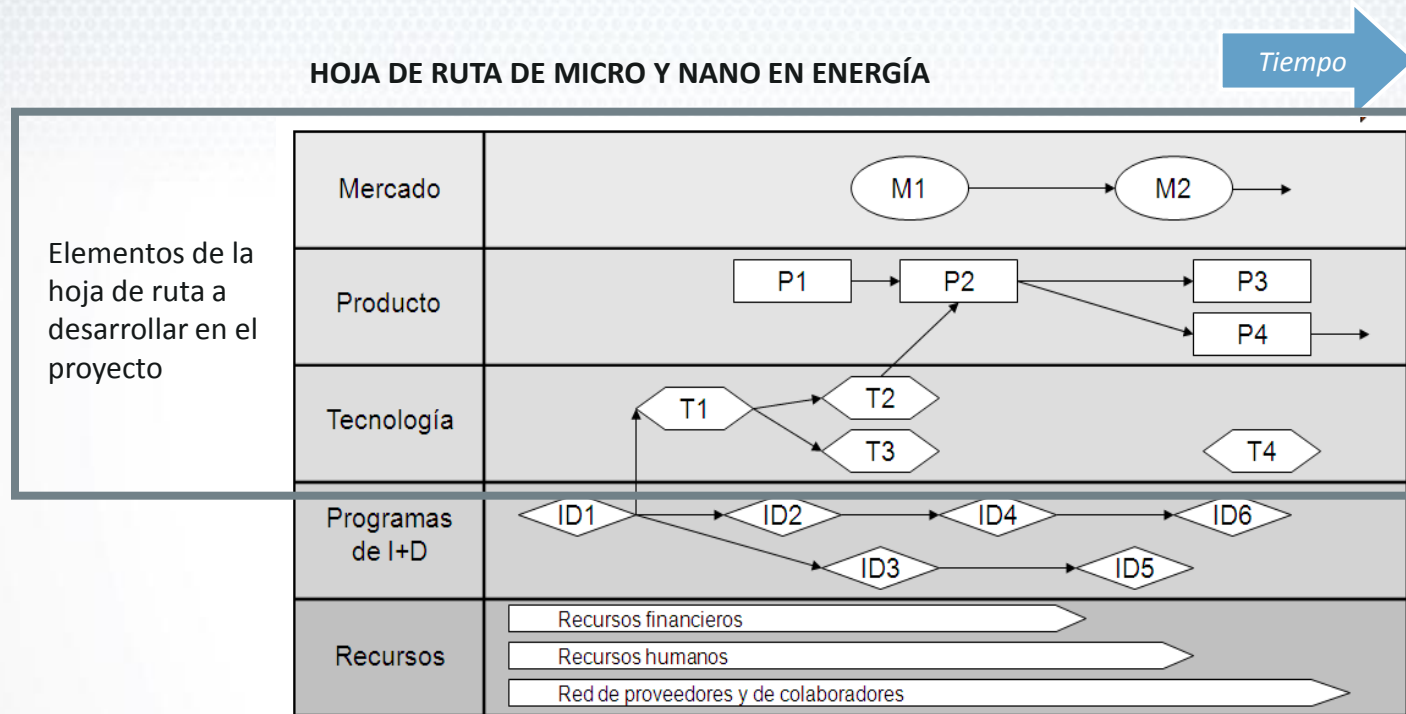 HOJA DE RUTA DE MICRO Y NANO EN ENERGÍA
Tiempo
Elementos de la
hoja de ruta a
desarrollar en el
proyecto
Mercado
M1
M2
Producto
P1
P2
P3
P4
Tecnología
T1
T2
T3
T4
Programas
de I+D
ID1
ID2
ID4
ID6
ID3
ID5
Recursos
Recursos financieros
Recursos humanos
Red de proveedores y de colaboradores